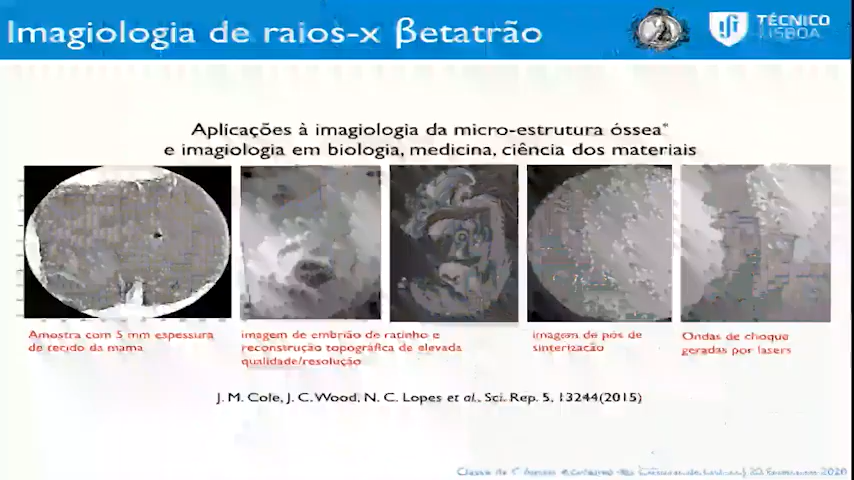 Imagiologia de raios-x βetatrão
TÉCNICO
LISBOA
Aplicações à imagiologia da micro-estrutura óssea*
e imagiologia em biologia, medicina, ciência dos materiais
Amostra com 5 mm espessura
de tecido da mama
imagem de embrião de ratinho e
reconstrução topográfica de elevada
qualidade/resolução
imagem de pós de
sinterização
Ondas de choque
geradas por lasers
J. M. Cole, J. C. Wood, N. C. Lopes et al., Sci. Rep. 5, 13244(2015)
Classe de 2020